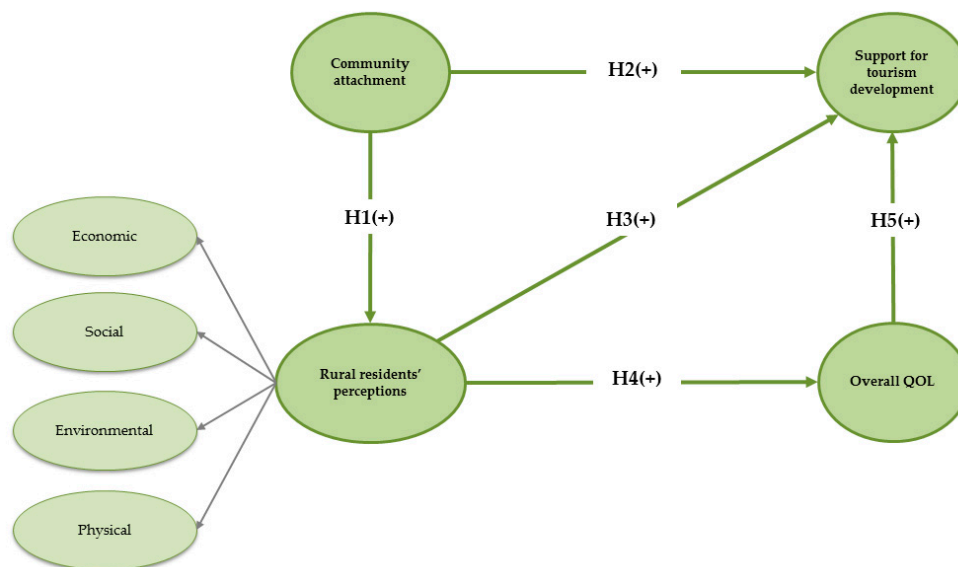 Community
attachment
H2(+)
Support for
tourism
development
H1(+)
H3(+)
H5(+)
Economic
Social
Environmental
Physical
Rural residents’
perceptions
H4(+)
Overall QOL